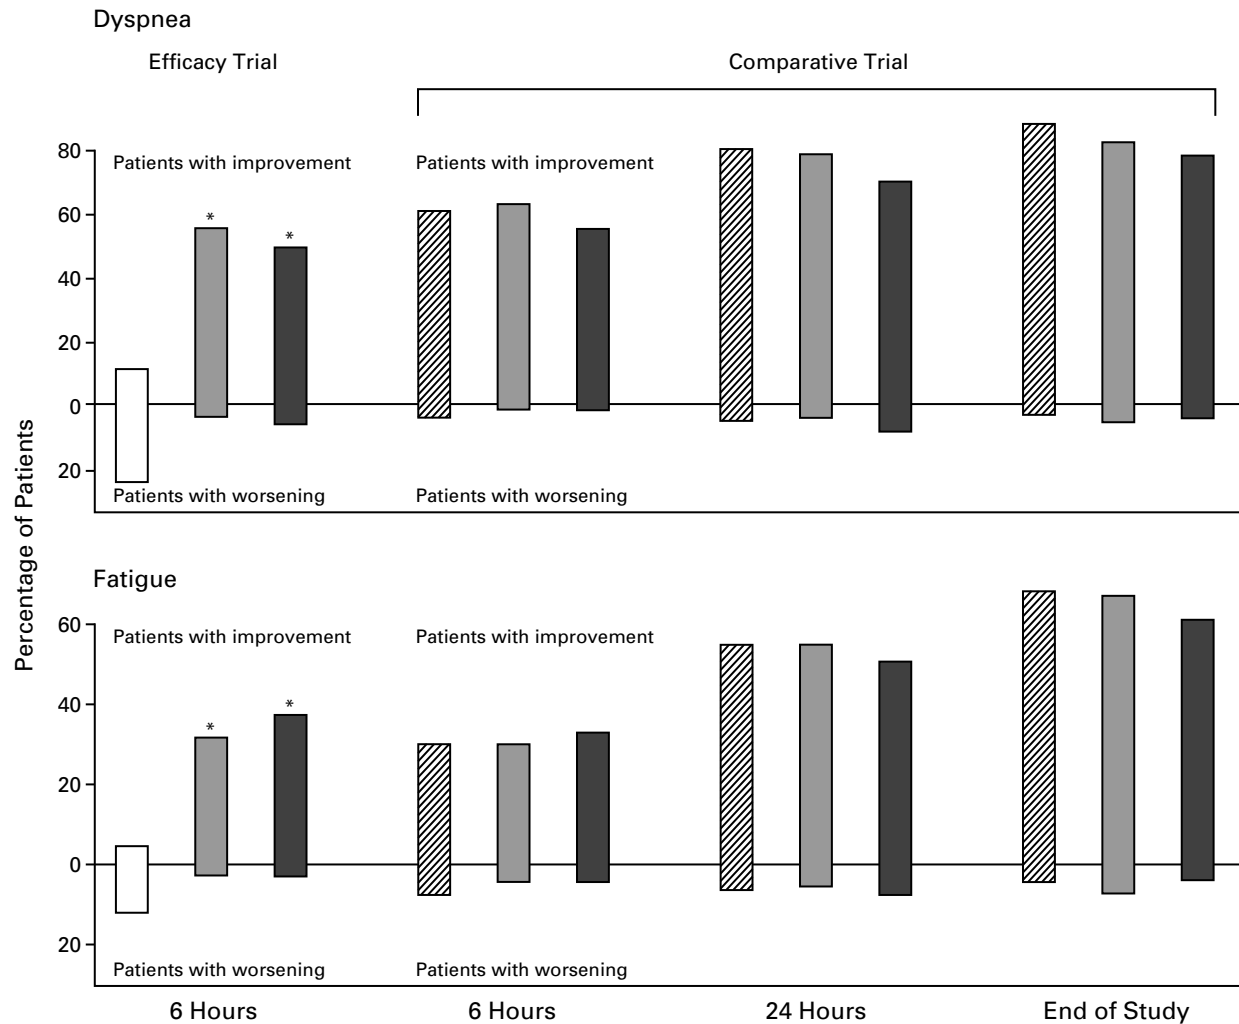 Dyspnea
Efficacy Trial
Comparative Trial
80
Patients with improvement
Patients with improvement
60
*
*
40
20
0
20
Patients with worsening
Patients with worsening
Percentage of Patients
Fatigue
60
Patients with improvement
Patients with improvement
40
*
*
20
0
20
Patients with worsening
Patients with worsening
6 Hours
6 Hours
24 Hours
End of Study